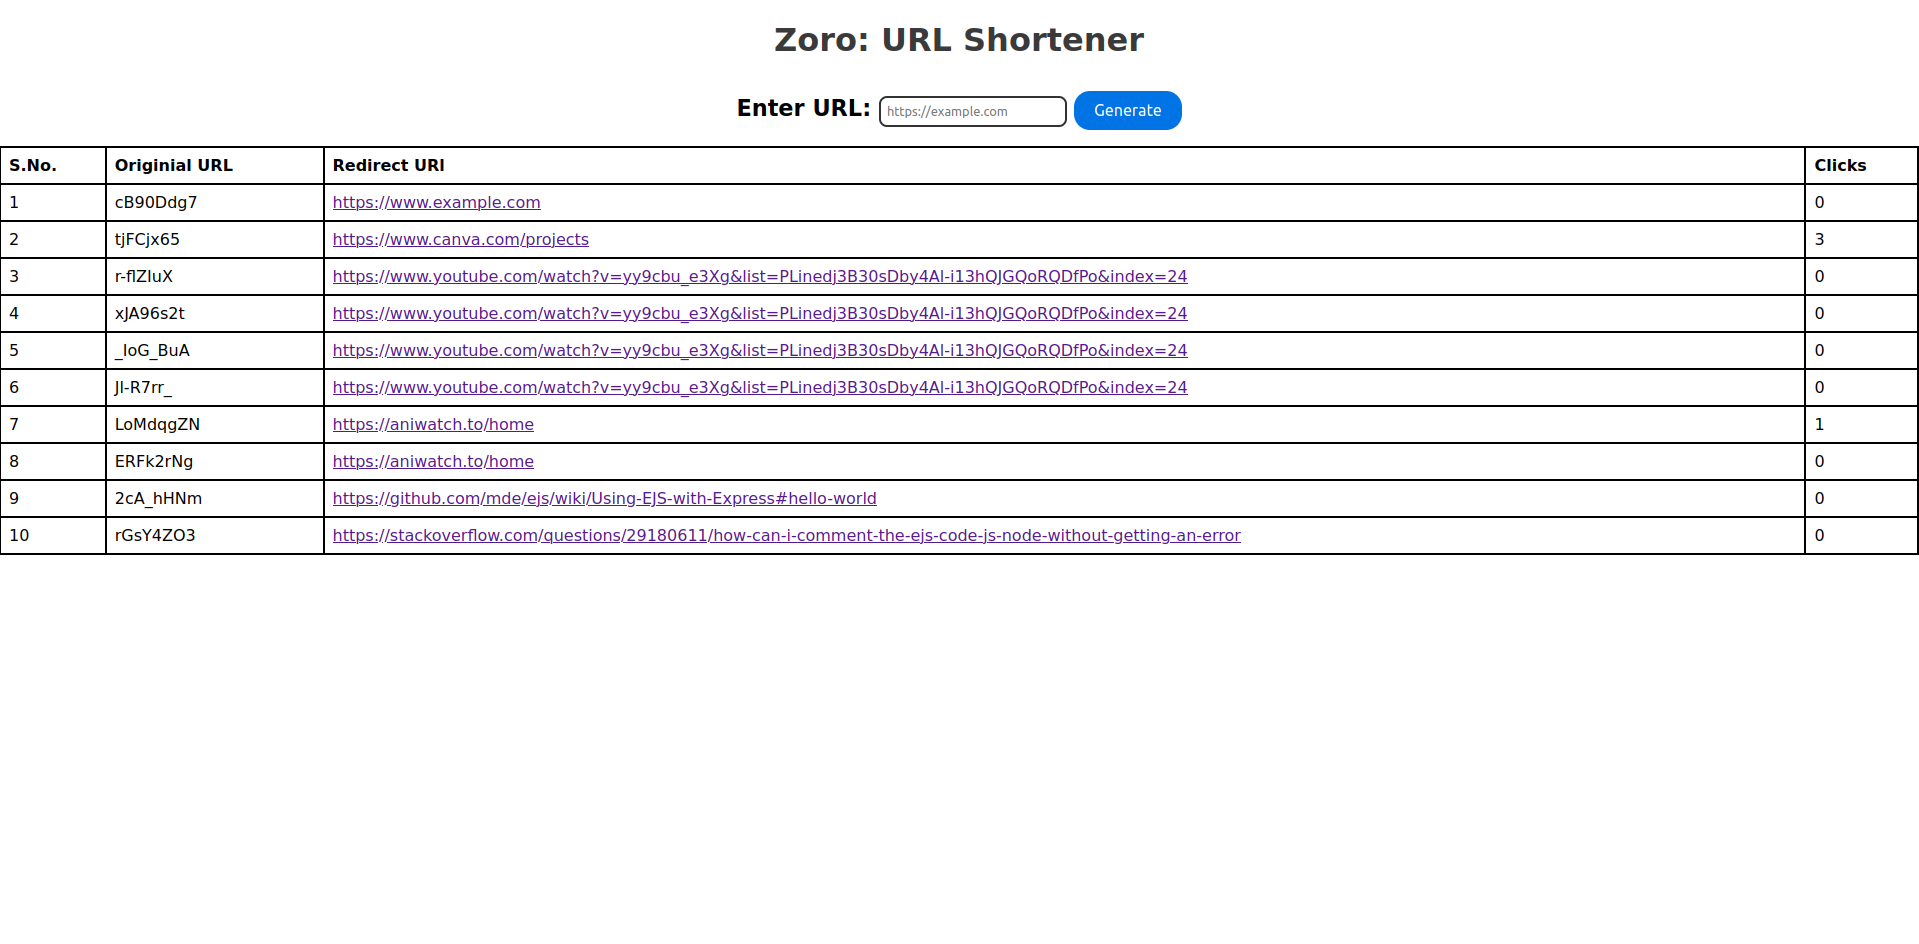 Zoro: URL Shortener
Enter URL: https://example.com Generate
S.No. Originial URL Redirect URI Clicks
1 cB90Ddg7 https://www.example.com 0
2 tjFCjx65 https://www.canva.com/projects 3
3 r-flZIuX https://www.youtube.com/watch?v=yy9cbu_e3Xg&list=PLinedj3B30sDby4Al-i13hQJGQoRQDfPo&index=24 0
4 xJA96s2t https://www.youtube.com/watch?v=yy9cbu_e3Xg&list=PLinedj3B30sDby4Al-i13hQJGQoRQDfPo&index=24 0
5 _IoG_BuA https://www.youtube.com/watch?v=yy9cbu_e3Xg&list=PLinedj3B30sDby4Al-i13hQJGQoRQDfPo&index=24 0
6 Jl-R7rr_ https://www.youtube.com/watch?v=yy9cbu_e3Xg&list=PLinedj3B30sDby4Al-i13hQJGQoRQDfPo&index=24 0
7 LoMdqgZN https://aniwatch.to/home 1
8 ERFk2rNg https://aniwatch.to/home 0
9 2cA_hHNm https://github.com/mde/ejs/wiki/Using-EJS-with-Express#hello-world 0
10 rGsY4ZO3 https://stackoverflow.com/questions/29180611/how-can-i-comment-the-ejs-code-js-node-without-getting-an-error 0